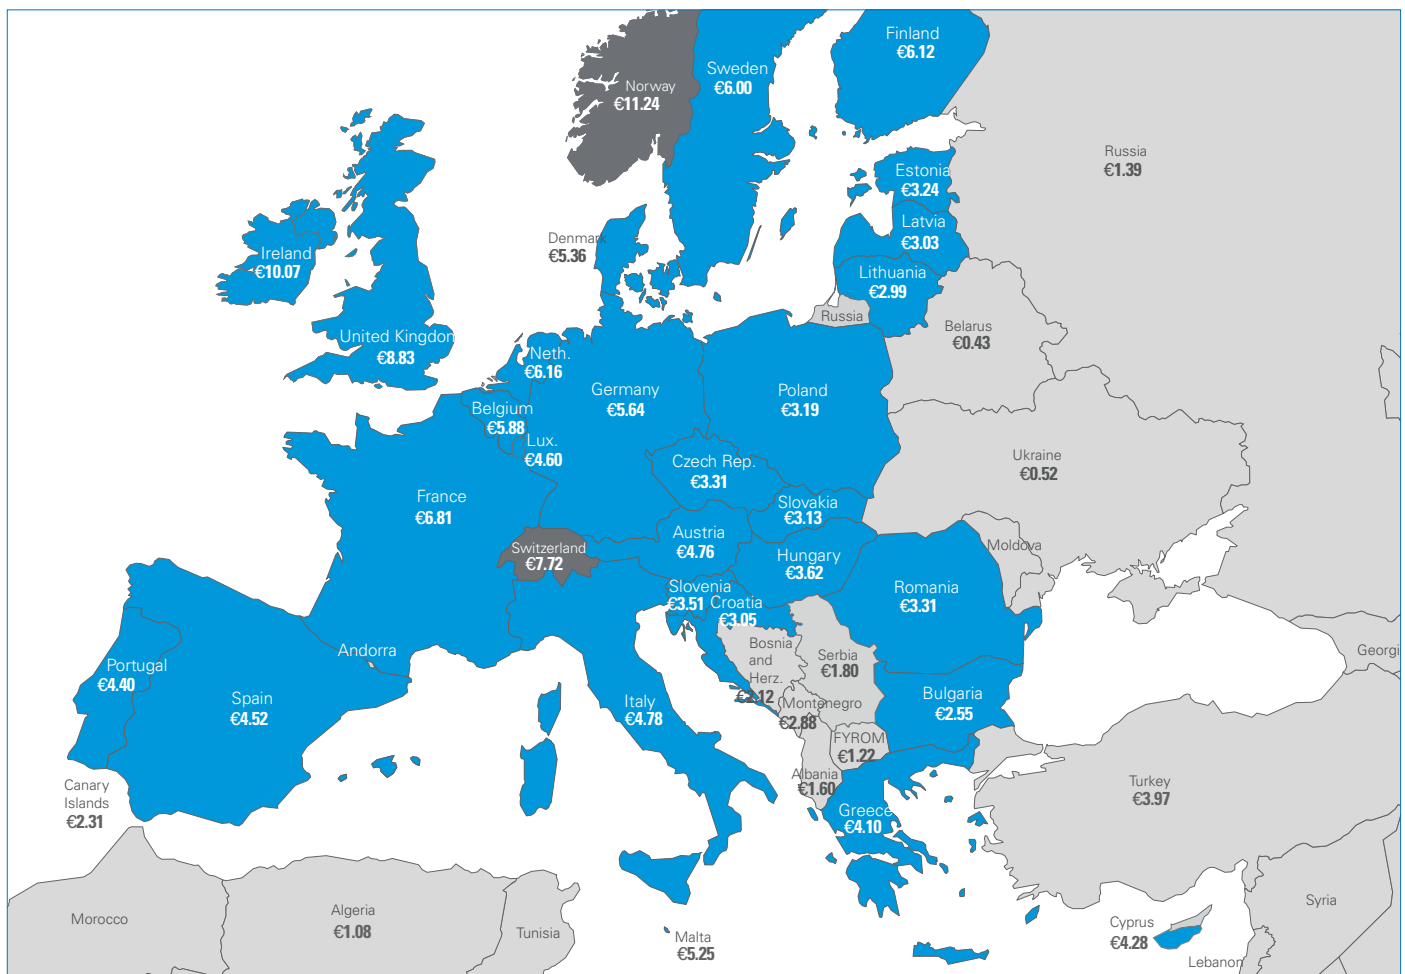 Finland
€6.12
Sweden
€6.00
Norway
€11.24
Russia
€1.39
Estonia
€3.24
Latvia
€3.03
Denmark
€5.36
Ireland
€10.07
Lithuania
€2.99
Russia
Belarus
€0.43
United Kingdom
€8.83
Neth.
€6.16
Germany
€5.64
Poland
€3.19
Belgium
€5.88
Lux.
€4.60
Czech Rep.
€3.31
Ukraine
€0.52
France
€6.81
Slovakia
€3.13
Austria
€4.76
Switzerland
€7.72
Hungary
€3.62
Moldova
Romania
€3.31
Slovenia
€3.51
Croatia
€3.05
Andorra
Bosnia
and
Herz.
€2.12
Serbia
€1.80
Georgi
Portugal
€4.40
Spain
€4.52
Italy
€4.78
Montenegro
€2.88
Bulgaria
€2.55
FYROM
€1.22
Albania
€1.60
Canary
Islands
€2.31
Greece
€4.10
Turkey
€3.97
Morocco
Algeria
€1.08
Tunisia
Malta
€5.25
Cyprus
€4.28
Syria
Lebanon